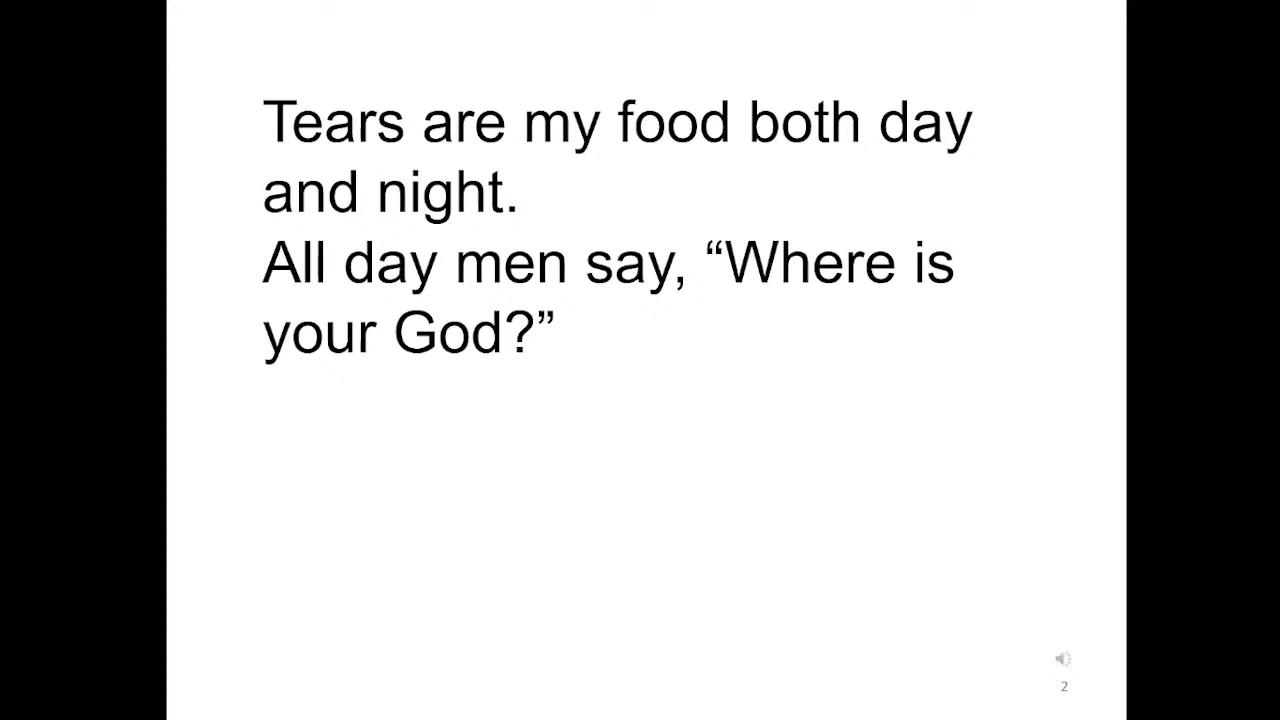 Tears are my food both day
and night.
All day men say, “Where is
your God?”
2